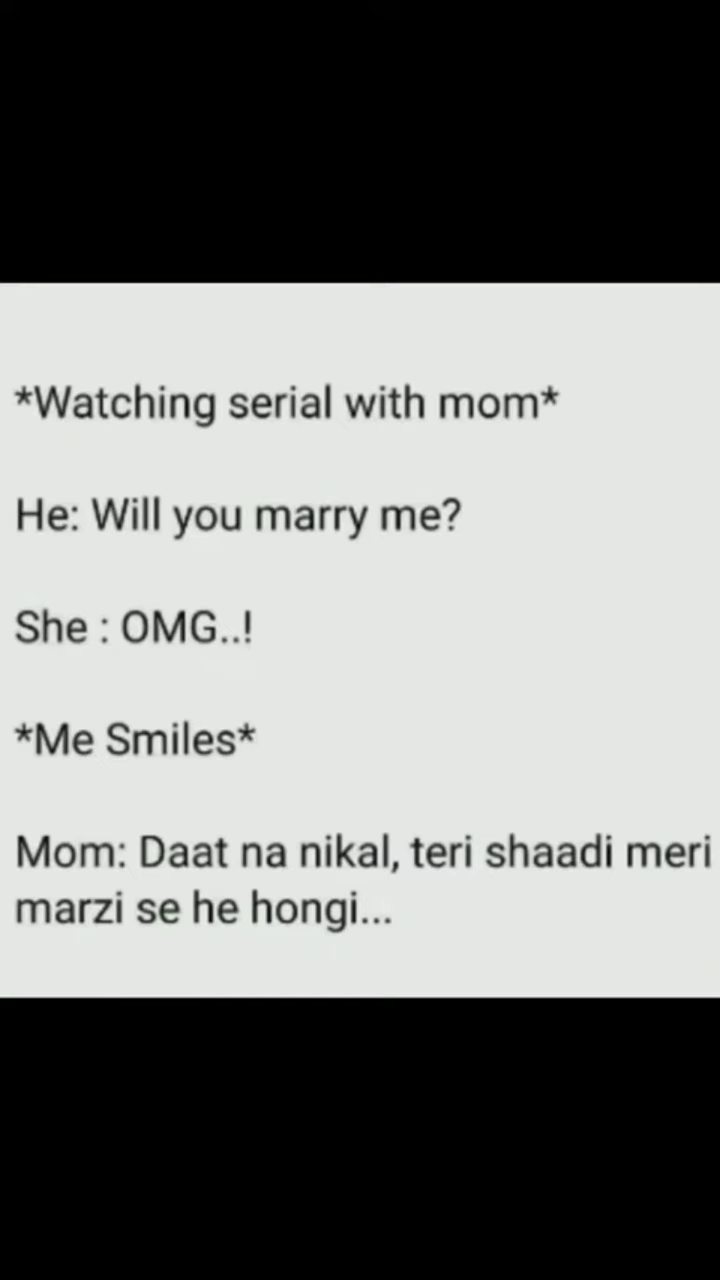 *Watching serial with mom*
He: Will you marry me?
She : OMG..!
*Me Smiles*
Mom: Daat na nikal, teri shaadi meri
marzi se he hongi...